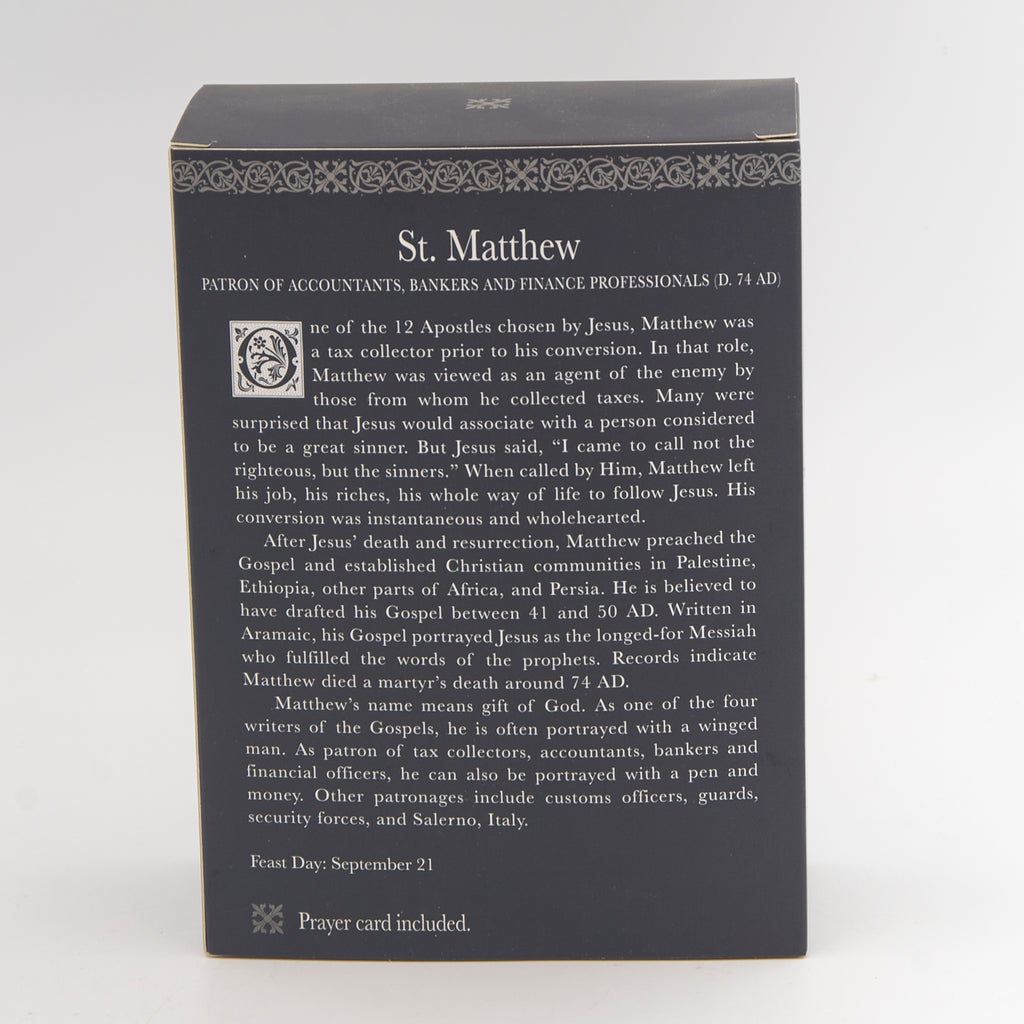 St. Matthew
PATRON OF ACCOUNTANTS, BANKERS AND FINANCE PROFESSIONALS (D. 74 AD)
One of the 12 Apostles chosen by Jesus, Matthew was
a tax collector prior to his conversion. In that role,
Matthew was viewed as an agent of the enemy by
those from whom he collected taxes. Many were
surprised that Jesus would associate with a person considered
to be a great sinner. But Jesus said, “I came to call not the
righteous, but the sinners.” When called by Him, Matthew left
his job, his riches, his whole way of life to follow Jesus. His
conversion was instantaneous and wholehearted.
After Jesus’ death and resurrection, Matthew preached the
Gospel and established Christian communities in Palestine,
Ethiopia, other parts of Africa, and Persia. He is believed to
have drafted his Gospel between 41 and 50 AD. Written in
Aramaic, his Gospel portrayed Jesus as the longed-for Messiah
who fulfilled the words of the prophets. Records indicate
Matthew died a martyr’s death around 74 AD.
Matthew’s name means gift of God. As one of the four
writers of the Gospels, he is often portrayed with a winged
man. As patron of tax collectors, accountants, bankers and
financial officers, he can also be portrayed with a pen and
money. Other patronages include customs officers, guards,
security forces, and Salerno, Italy.
Feast Day: September 21
Prayer card included.